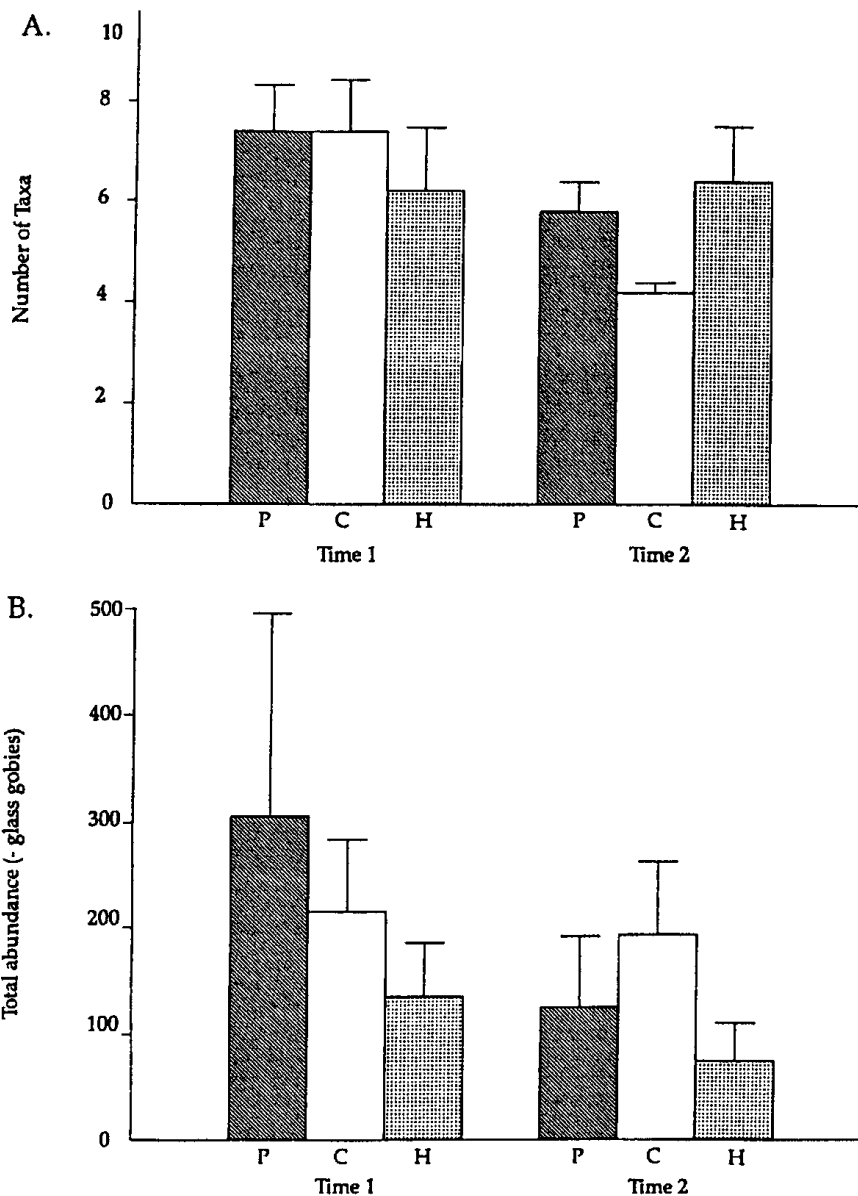 A.
10
8
6
4
2
0
Number of Taxa
P C H P C H
Time 1 Time 2
B.
500
400
300
200
100
0
Total abundance (- glass gobies)
P C H P C H
Time 1 Time 2